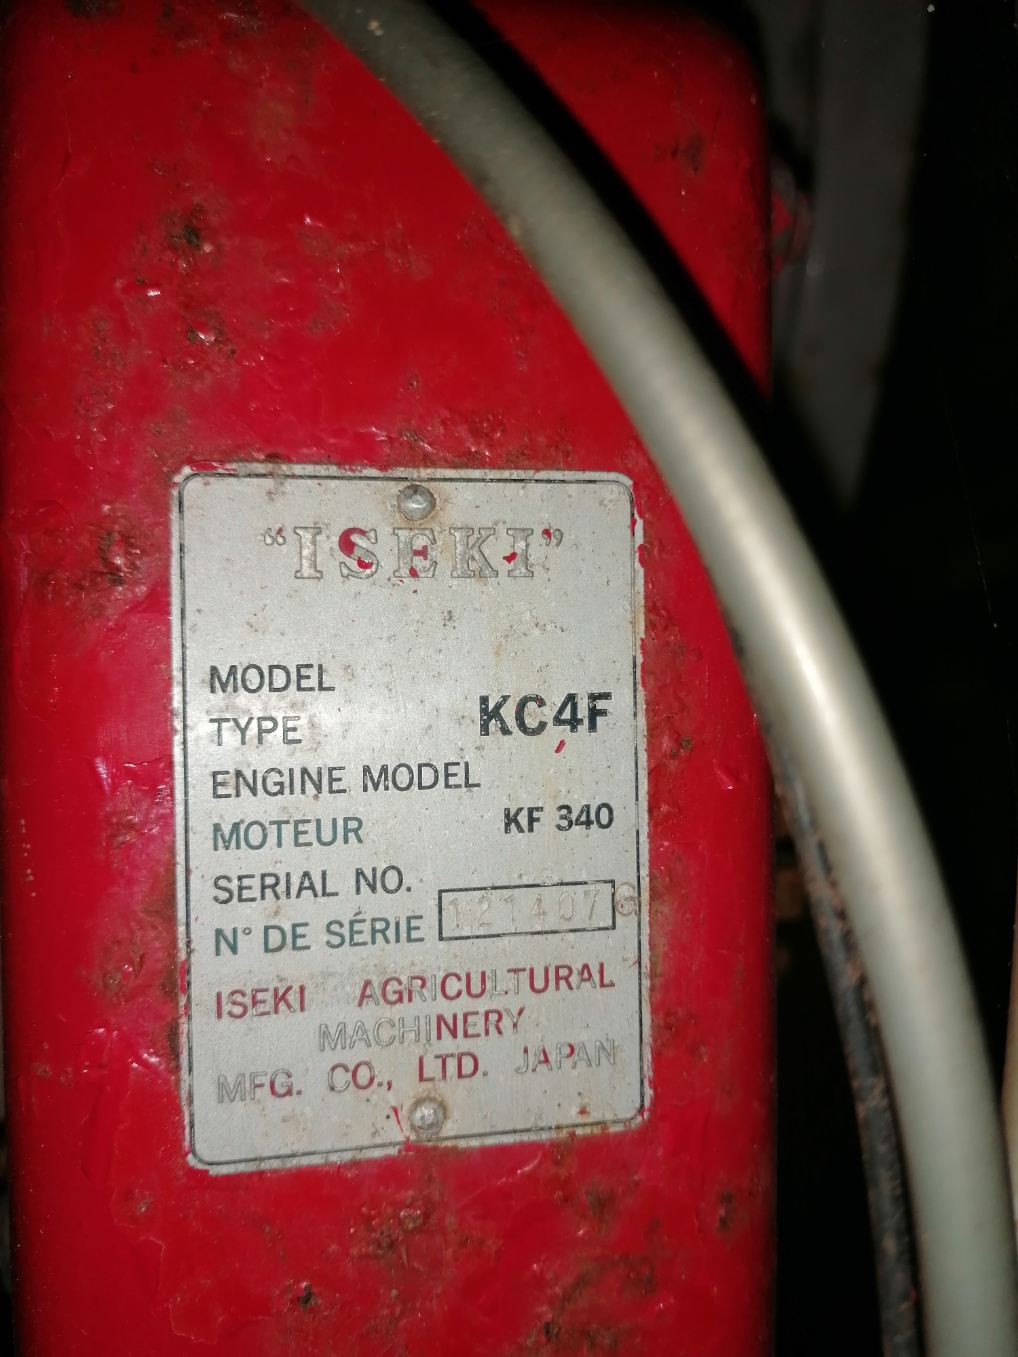 “ISEKI”
MODEL
TYPE KC4F
ENGINE MODEL
MOTEUR KF 340
SERIAL NO.
N° DE SÉRIE 121407G
ISEKI AGRICULTURAL
MACHINERY
MFG. CO., LTD. JAPAN